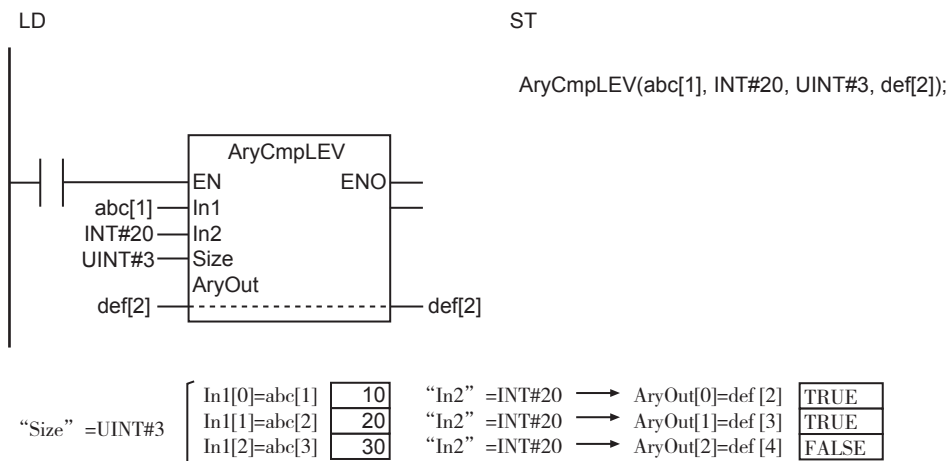 LD ST
AryCmpLEV(abc[1], INT#20, UINT#3, def[2]);
AryCmpLEV
EN ENO
abc[1] In1
INT#20 In2
UINT#3 Size
AryOut
def[2] def[2]
In1[0]=abc[1] 10 “In2” =INT#20 AryOut[0]=def [2] TRUE
“Size” =UINT#3 In1[1]=abc[2] 20 “In2” =INT#20 AryOut[1]=def [3] TRUE
In1[2]=abc[3] 30 “In2” =INT#20 AryOut[2]=def [4] FALSE